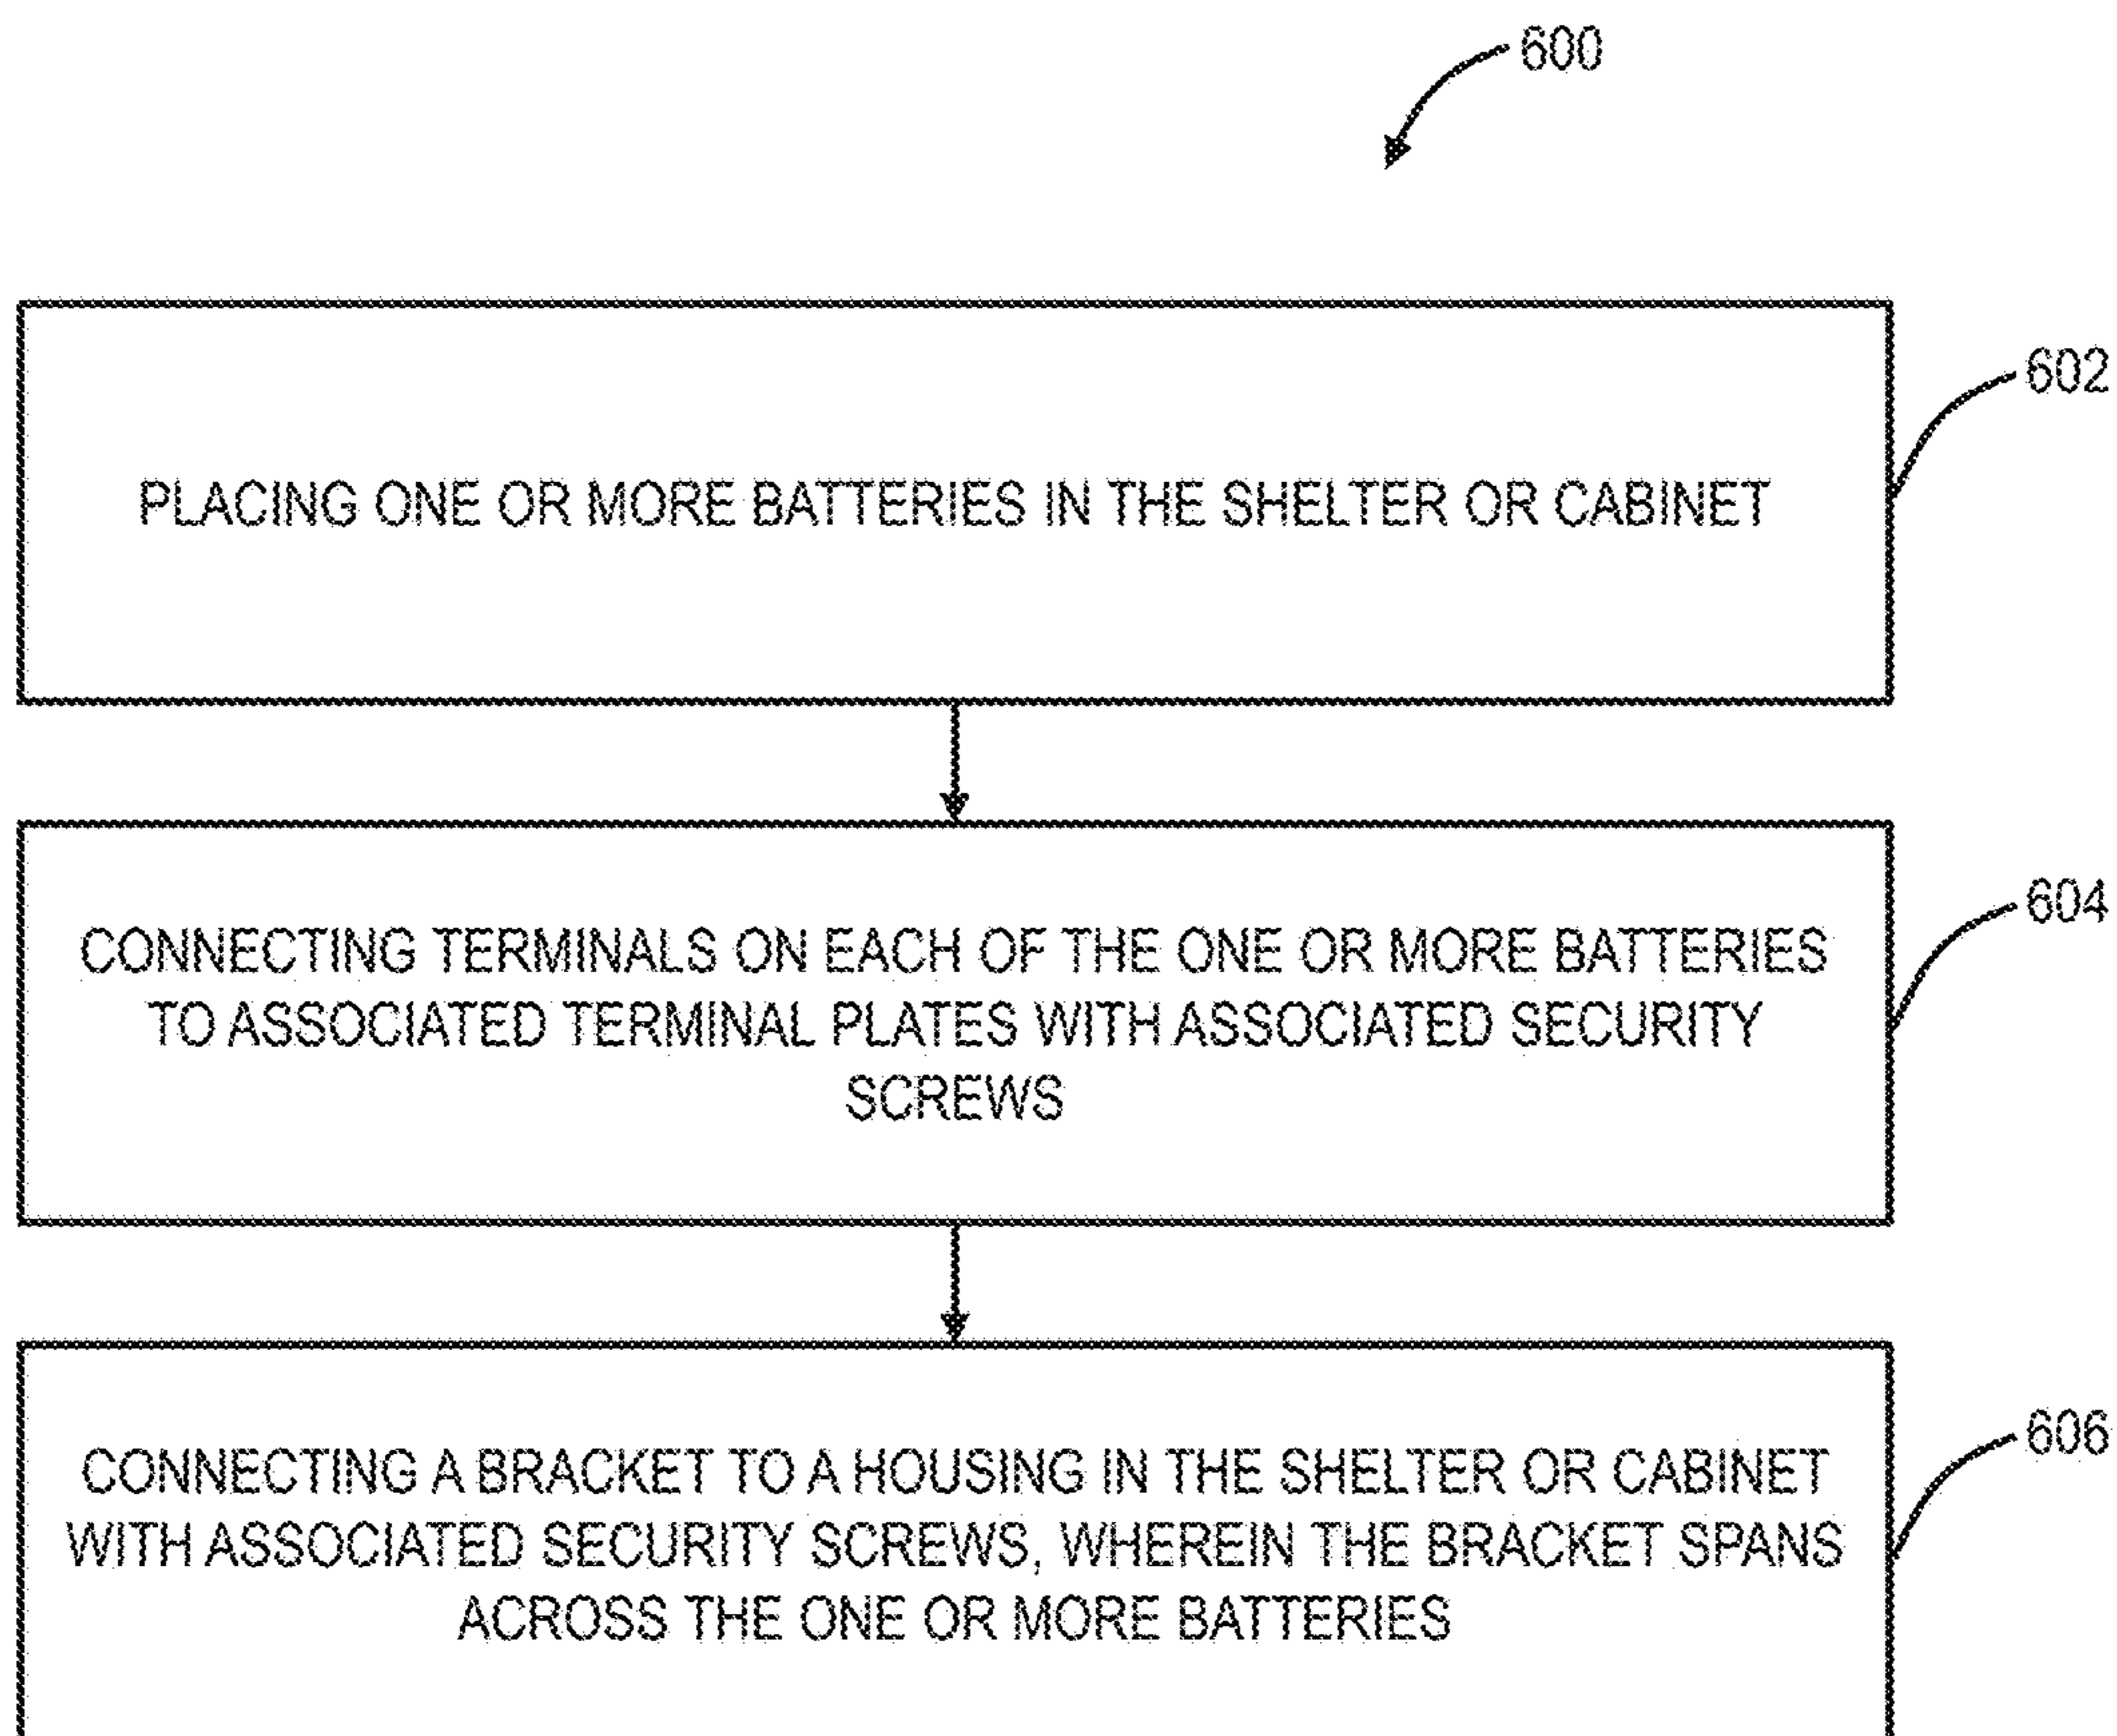 600
602
PLACING ONE OR MORE BATTERIES IN THE SHELTER OR CABINET
604
CONNECTING TERMINALS ON EACH OF THE ONE OR MORE BATTERIES
TO ASSOCIATED TERMINAL PLATES WITH ASSOCIATED SECURITY
SCREWS
606
CONNECTING A BRACKET TO A HOUSING IN THE SHELTER OR CABINET
WITH ASSOCIATED SECURITY SCREWS, WHEREIN THE BRACKET SPANS
ACROSS THE ONE OR MORE BATTERIES